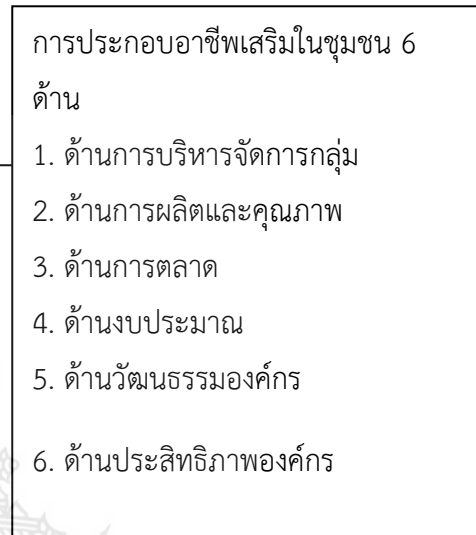 การประกอบอาชีพเสริมในชุมชน 6
ด้าน
1. ด้านการบริหารจัดการกลุ่ม
2. ด้านการผลิตและคุณภาพ
3. ด้านการตลาด
4. ด้านงบประมาณ
5. ด้านวัฒนธรรมองค์กร
6. ด้านประสิทธิภาพองค์กร